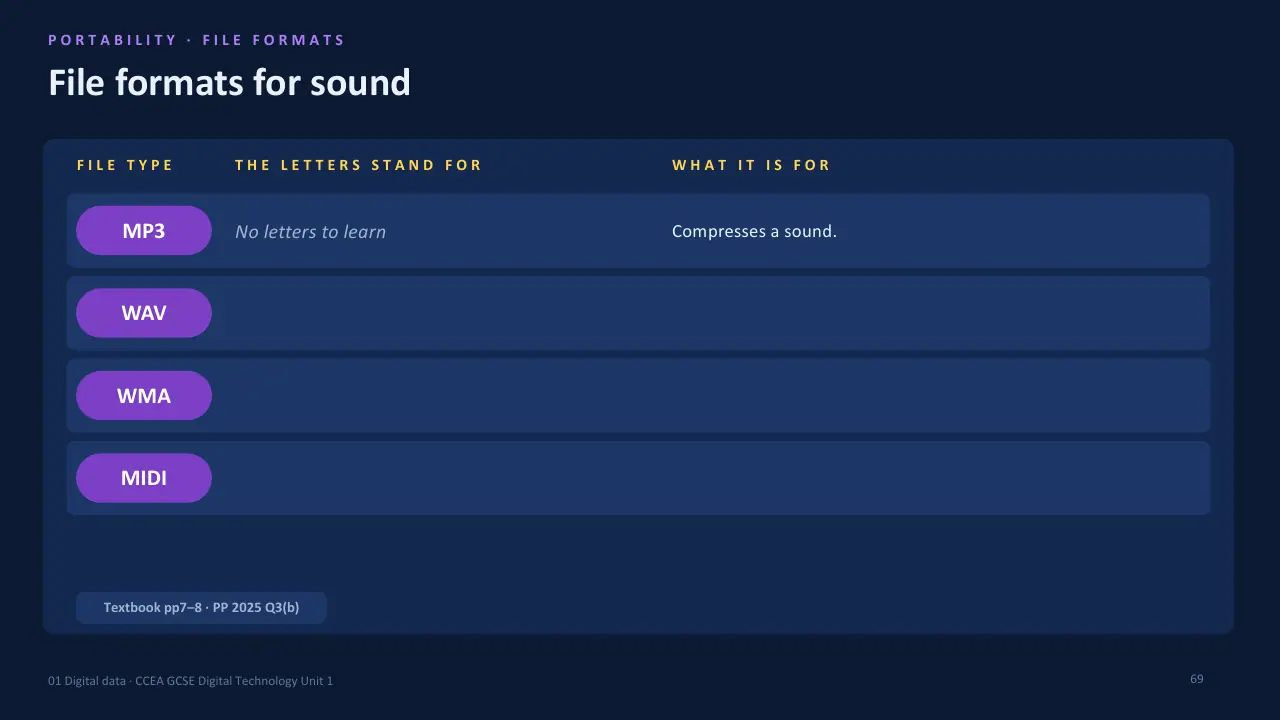 PORTABILITY · FILE FORMATS
File formats for sound
FILE TYPE THE LETTERS STAND FOR WHAT IT IS FOR
MP3 No letters to learn Compresses a sound.
WAV
WMA
MIDI
Textbook pp7–8 · PP 2025 Q3(b)
01 Digital data · CCEA GCSE Digital Technology Unit 1
69